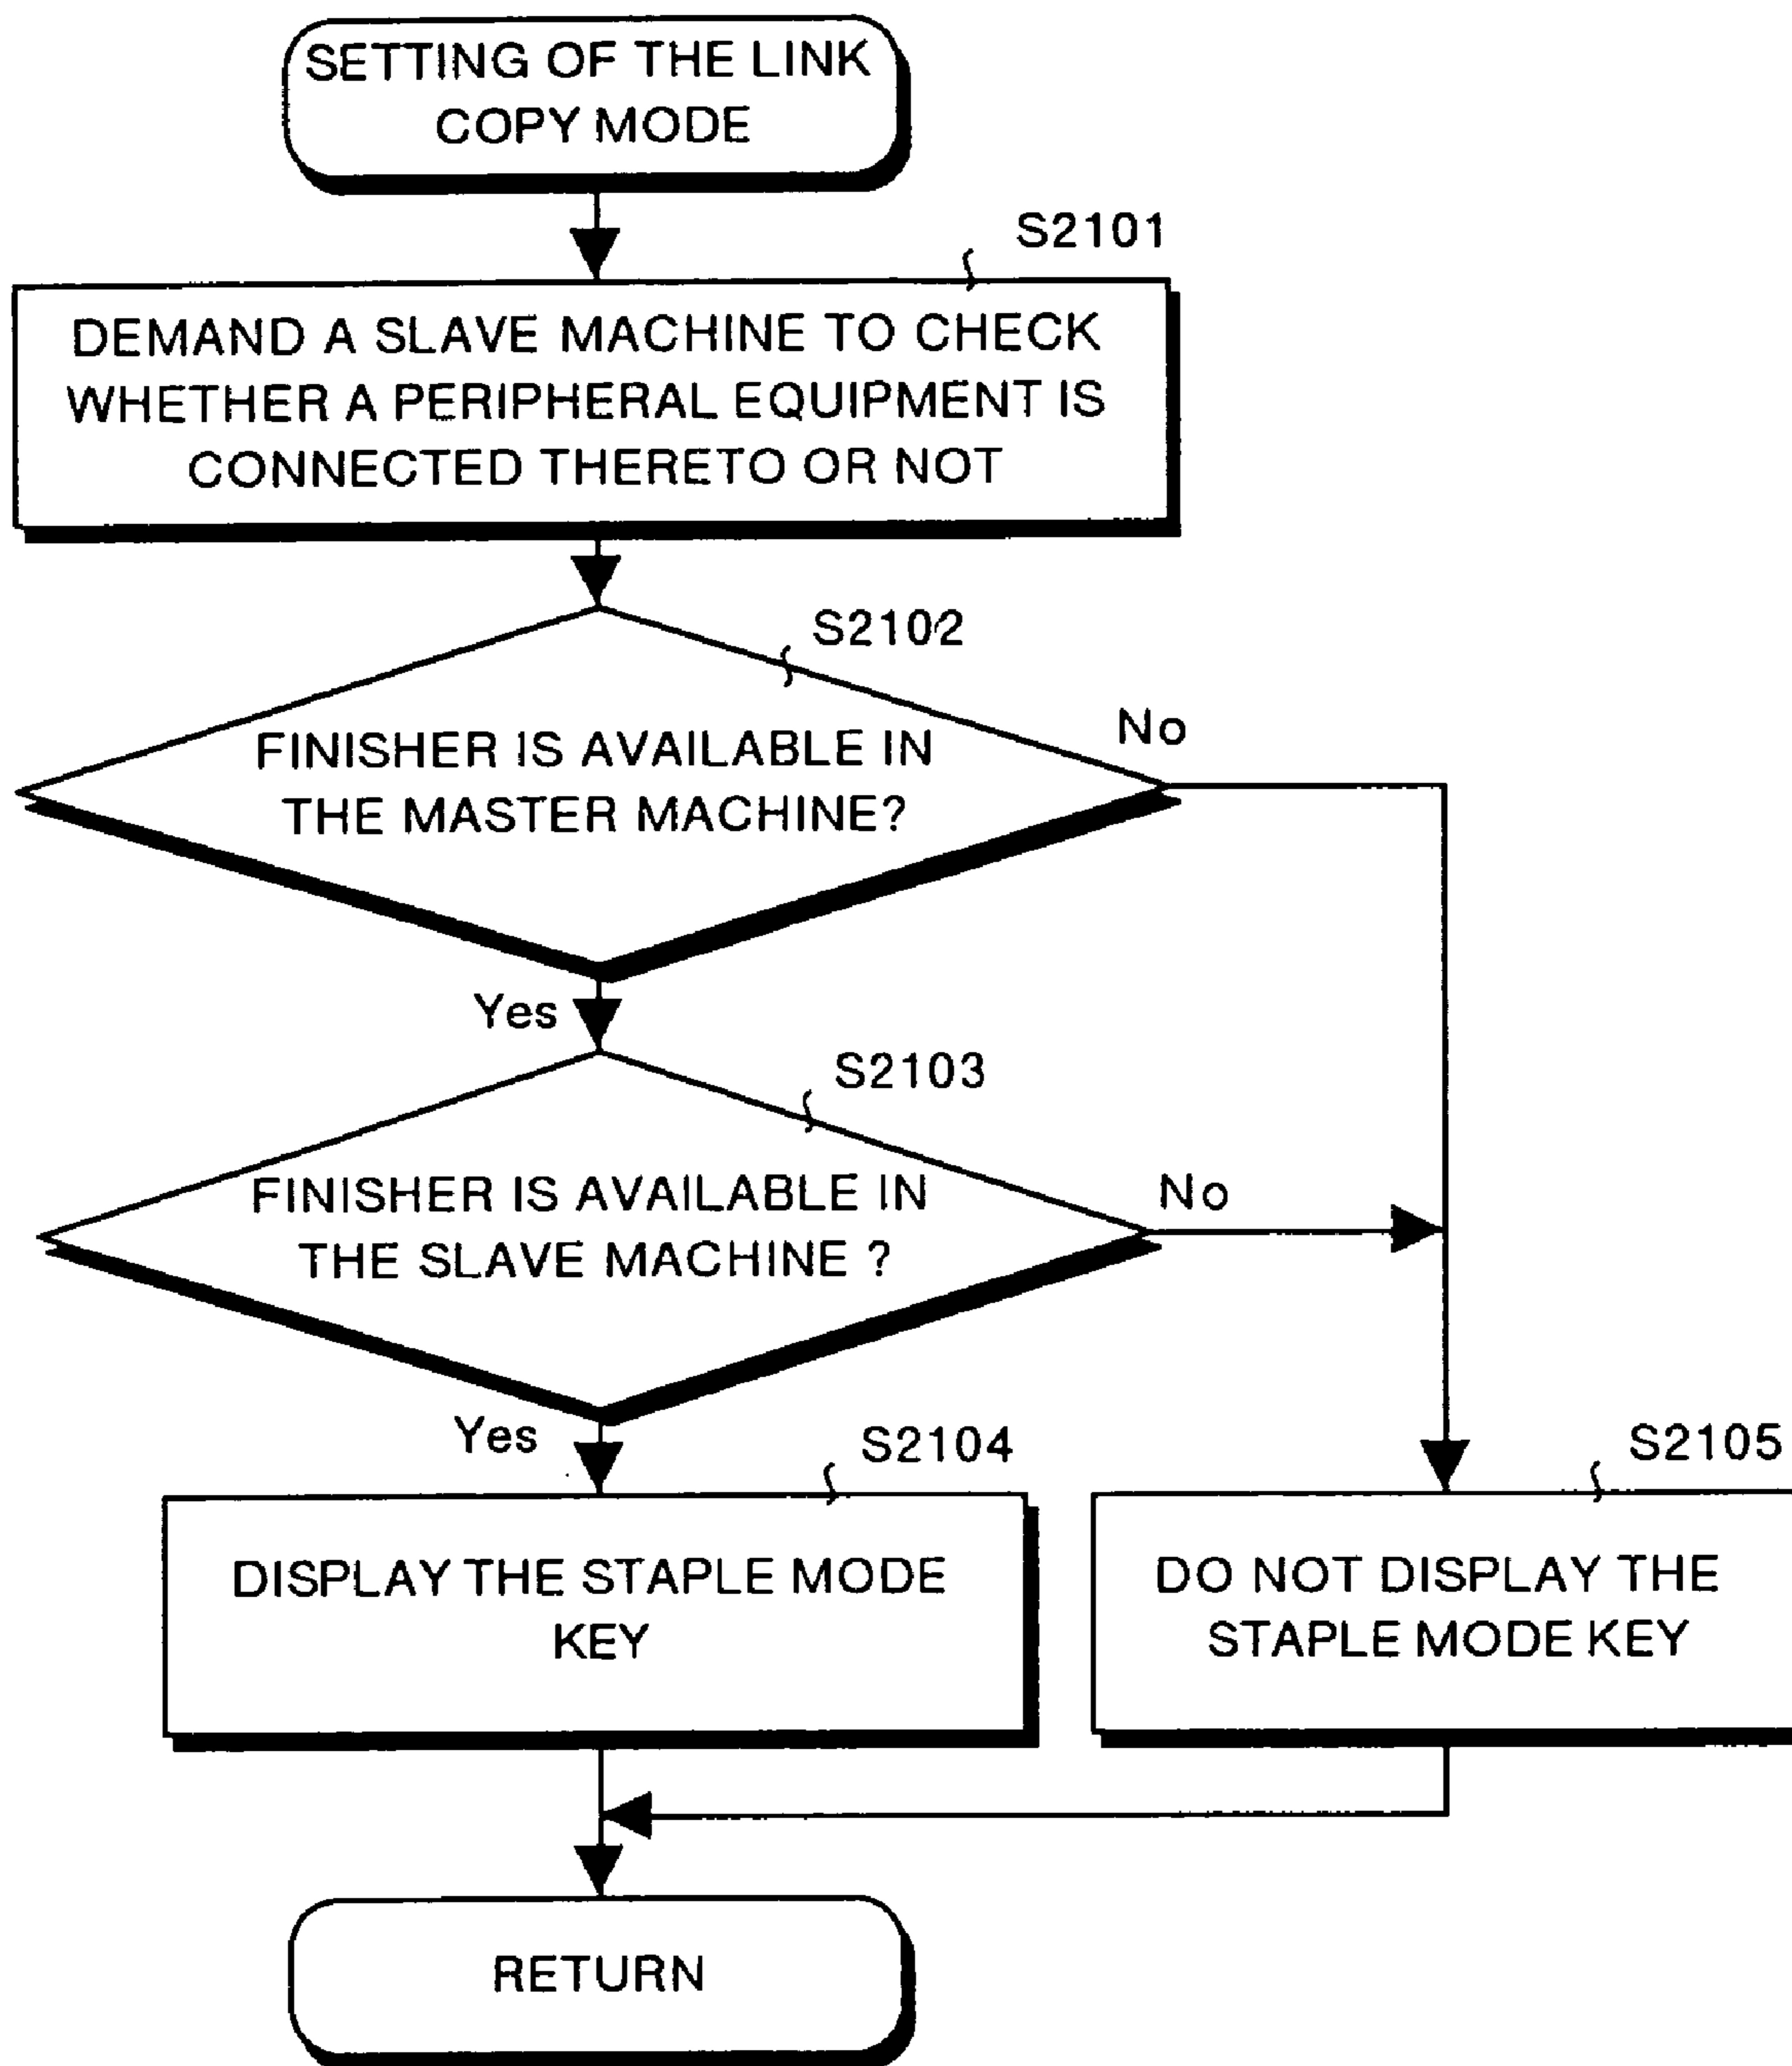 SETTING OF THE LINK
COPY MODE
S2101
DEMAND A SLAVE MACHINE TO CHECK
WHETHER A PERIPHERAL EQUIPMENT IS
CONNECTED THERETO OR NOT
S2102
No
FINISHER IS AVAILABLE IN
THE MASTER MACHINE?
Yes
S2103
No
FINISHER IS AVAILABLE IN
THE SLAVE MACHINE ?
Yes
S2104
S2105
DISPLAY THE STAPLE MODE
KEY
DO NOT DISPLAY THE
STAPLE MODE KEY
RETURN